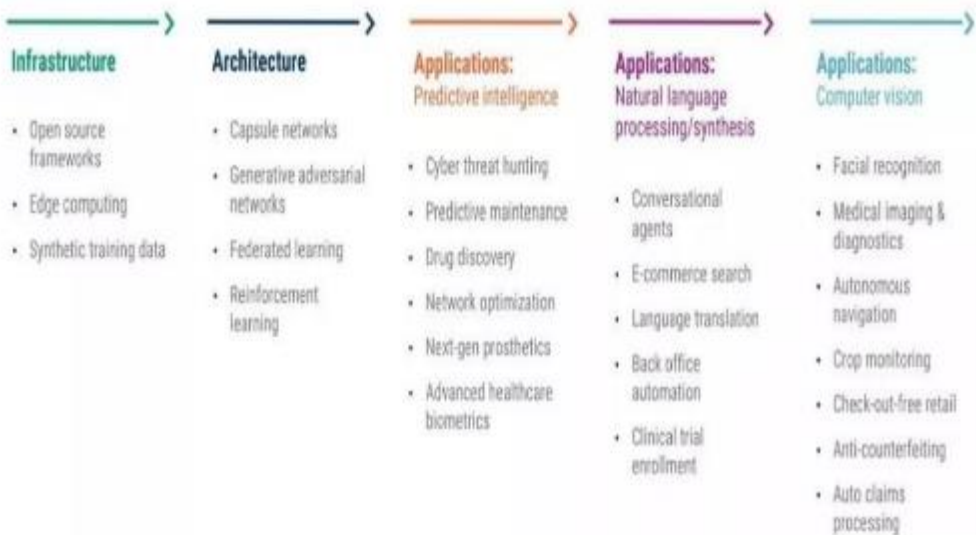 Infrastructure
• Open source
frameworks
• Edge computing
• Synthetic training data
Architecture
• Capsule networks
• Generative adversarial
networks
• Federated learning
• Reinforcement
learning
Applications:
Predictive intelligence
• Cyber threat hunting
• Predictive maintenance
• Drug discovery
• Network optimization
• Next-gen prosthetics
• Advanced healthcare
biometrics
Applications:
Natural language
processing/synthesis
• Conversational
agents
• E-commerce search
• Language translation
• Back office
automation
• Clinical trial
enrollment
Applications:
Computer vision
• Facial recognition
• Medical imaging &
diagnostics
• Autonomous
navigation
• Crop monitoring
• Check-out-free retail
• Anti-counterfeiting
• Auto claims
processing